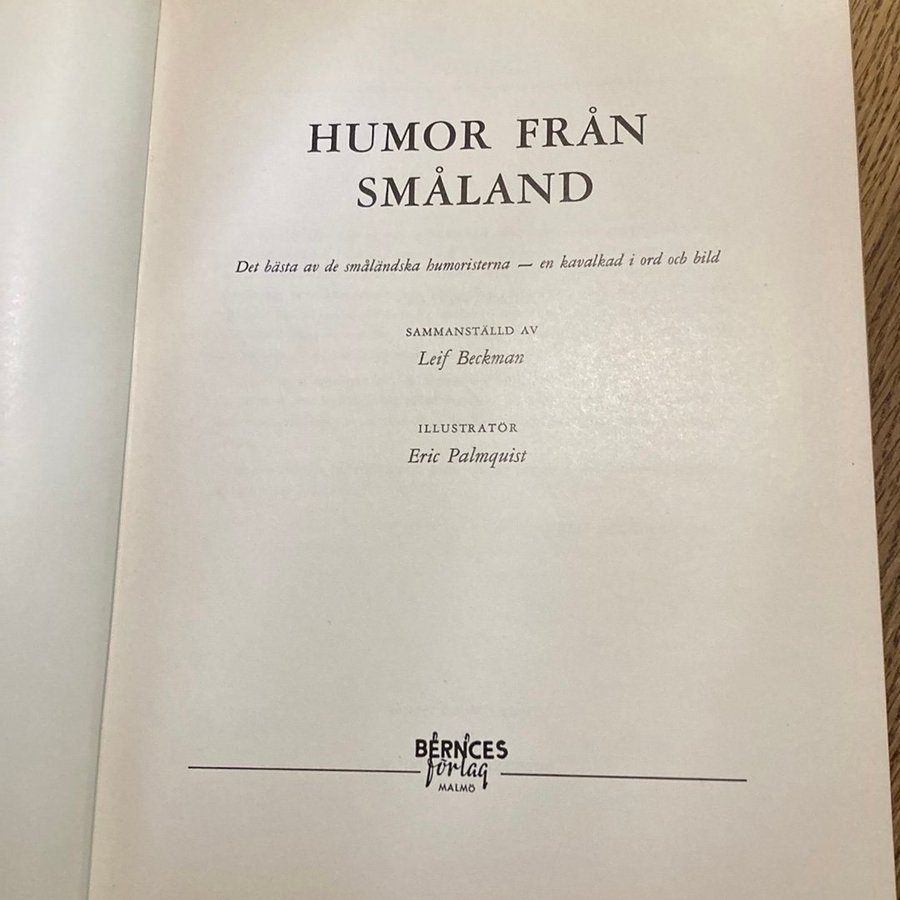 HUMOR FRÅN
SMÅLAND
Det bästa av de småländska humoristerna — en kavalkad i ord och bild
SAMMANSTÄLLD AV
Leif Beckman
ILLUSTRATÖR
Eric Palmquist
BERNCES
förlag
MALMÖ